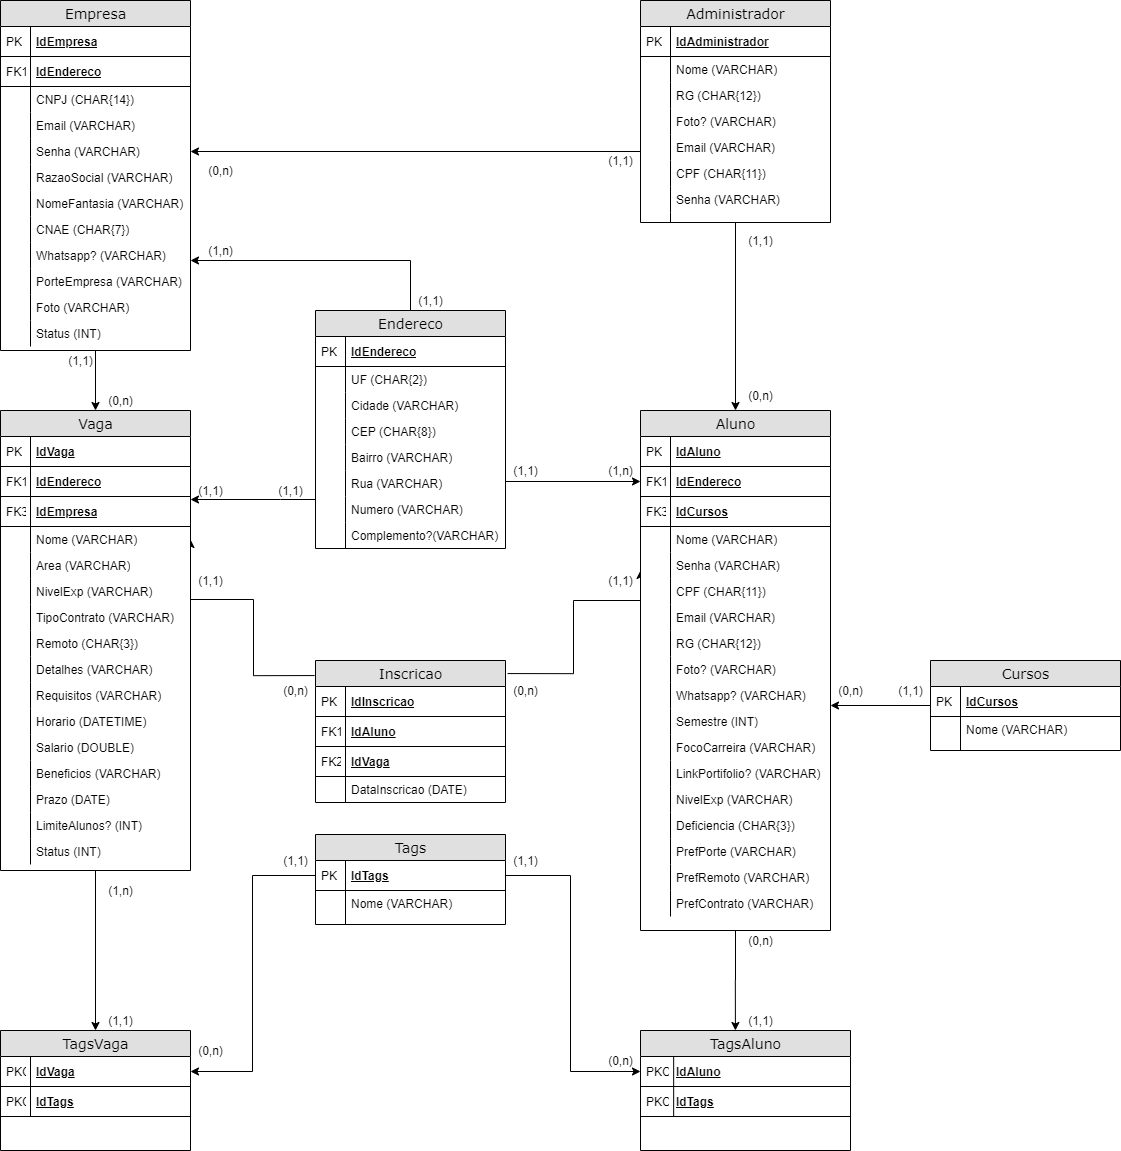 Empresa
PK IdEmpresa
FK1 IdEndereco
CNPJ (CHAR{14})
Email (VARCHAR)
Senha (VARCHAR)
RazaoSocial (VARCHAR)
NomeFantasia (VARCHAR)
CNAE (CHAR{7})
Whatsapp? (VARCHAR)
PorteEmpresa (VARCHAR)
Foto (VARCHAR)
Status (INT)
Administrador
PK IdAdministrador
Nome (VARCHAR)
RG (CHAR{12})
Foto? (VARCHAR)
Email (VARCHAR)
CPF (CHAR{11})
Senha (VARCHAR)
(0,n)
(1,1)
(1,n)
(1,1)
(1,1)
(0,n)
(1,1)
(0,n)
Endereco
PK IdEndereco
UF (CHAR{2})
Cidade (VARCHAR)
CEP (CHAR{8})
Bairro (VARCHAR)
Rua (VARCHAR)
Numero (VARCHAR)
Complemento?(VARCHAR)
(1,1)
(1,1)
(1,1)
(1,n)
Vaga
PK IdVaga
FK1 IdEndereco
FK3 IdEmpresa
Nome (VARCHAR)
Area (VARCHAR)
NivelExp (VARCHAR)
TipoContrato (VARCHAR)
Remoto (CHAR{3})
Detalhes (VARCHAR)
Requisitos (VARCHAR)
Horario (DATETIME)
Salario (DOUBLE)
Beneficios (VARCHAR)
Prazo (DATE)
LimiteAlunos? (INT)
Status (INT)
Aluno
PK IdAluno
FK1 IdEndereco
FK3 IdCursos
Nome (VARCHAR)
Senha (VARCHAR)
CPF (CHAR{11})
Email (VARCHAR)
RG (CHAR{12})
Foto? (VARCHAR)
Whatsapp? (VARCHAR)
Semestre (INT)
FocoCarreira (VARCHAR)
LinkPortifolio? (VARCHAR)
NivelExp (VARCHAR)
Deficiencia (CHAR{3})
PrefPorte (VARCHAR)
PrefRemoto (VARCHAR)
PrefContrato (VARCHAR)
(1,1)
(1,1)
(0,n)
(0,n)
Inscricao
PK IdInscricao
FK1 IdAluno
FK2 IdVaga
DataInscricao (DATE)
(0,n)
(1,1)
Cursos
PK IdCursos
Nome (VARCHAR)
Tags
PK IdTags
Nome (VARCHAR)
(1,1)
(1,1)
(1,n)
(1,1)
(0,n)
(0,n)
(1,1)
(0,n)
TagsVaga
PKC IdVaga
PKC IdTags
TagsAluno
PKC IdAluno
PKC IdTags